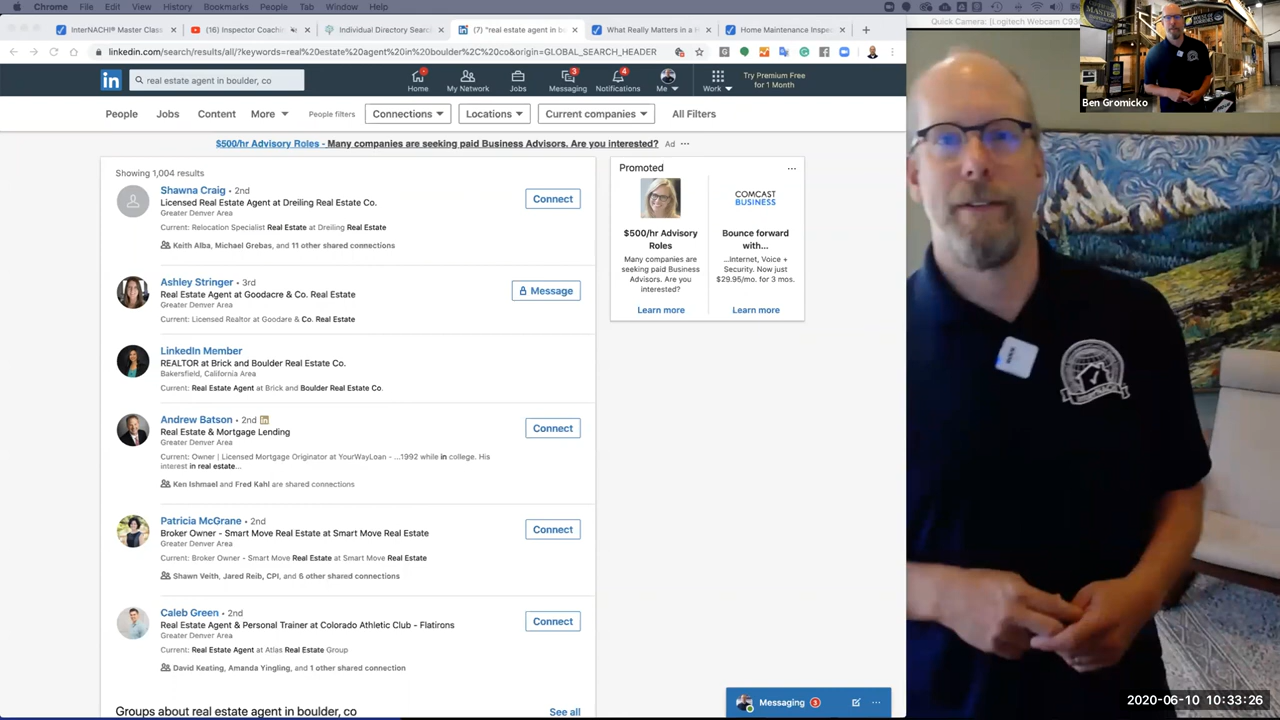 Chrome File Edit View History Bookmarks People Tab Window Help
InterNACHI® Master Class
(16) Inspector Coachin
Individual Directory Search
(7) "real estate agent in bo
What Really Matters in a H
Home Maintenance Inspec
Quick Camera: [Logitech Webcam C93
linkedin.com/search/results/all/?keywords=real%20estate%20agent%20in%20boulder%2C%20co&origin=GLOBAL_SEARCH_HEADER
in
real estate agent in boulder, co
Home
My Network
Jobs
3
Messaging
4
Notifications
Me
Work
Try Premium Free
for 1 Month
People Jobs Content More People filters Connections Locations Current companies All Filters
$500/hr Advisory Roles - Many companies are seeking paid Business Advisors. Are you interested? Ad ···
Showing 1,004 results
Shawna Craig • 2nd
Licensed Real Estate Agent at Dreiling Real Estate Co.
Greater Denver Area
Current: Relocation Specialist Real Estate at Dreiling Real Estate
Keith Alba, Michael Grebas, and 11 other shared connections
Connect
Ashley Stringer • 3rd
Real Estate Agent at Goodacre & Co. Real Estate
Greater Denver Area
Current: Licensed Realtor at Goodare & Co. Real Estate
Message
LinkedIn Member
REALTOR at Brick and Boulder Real Estate Co.
Bakersfield, California Area
Current: Real Estate Agent at Brick and Boulder Real Estate Co.
Andrew Batson • 2nd
Real Estate & Mortgage Lending
Greater Denver Area
Current: Owner | Licensed Mortgage Originator at YourWayLoan - ...1992 while in college. His
interest in real estate...
Ken Ishmael and Fred Kahl are shared connections
Connect
Patricia McGrane • 2nd
Broker Owner - Smart Move Real Estate at Smart Move Real Estate
Greater Denver Area
Current: Broker Owner - Smart Move Real Estate at Smart Move Real Estate
Shawn Veith, Jared Reib, CPI, and 6 other shared connections
Connect
Caleb Green • 2nd
Real Estate Agent & Personal Trainer at Colorado Athletic Club - Flatirons
Greater Denver Area
Current: Real Estate Agent at Atlas Real Estate Group
David Keating, Amanda Yingling, and 1 other shared connection
Connect
Groups about real estate agent in boulder, co
See all
Promoted
$500/hr Advisory
Roles
Many companies are
seeking paid Business
Advisors. Are you
interested?
Learn more
COMCAST
BUSINESS
Bounce forward
with...
...Internet, Voice +
Security. Now just
$29.95/mo. for 3 mos.
Learn more
Messaging 3
Ben Gromicko
2020-06-10 10:33:26